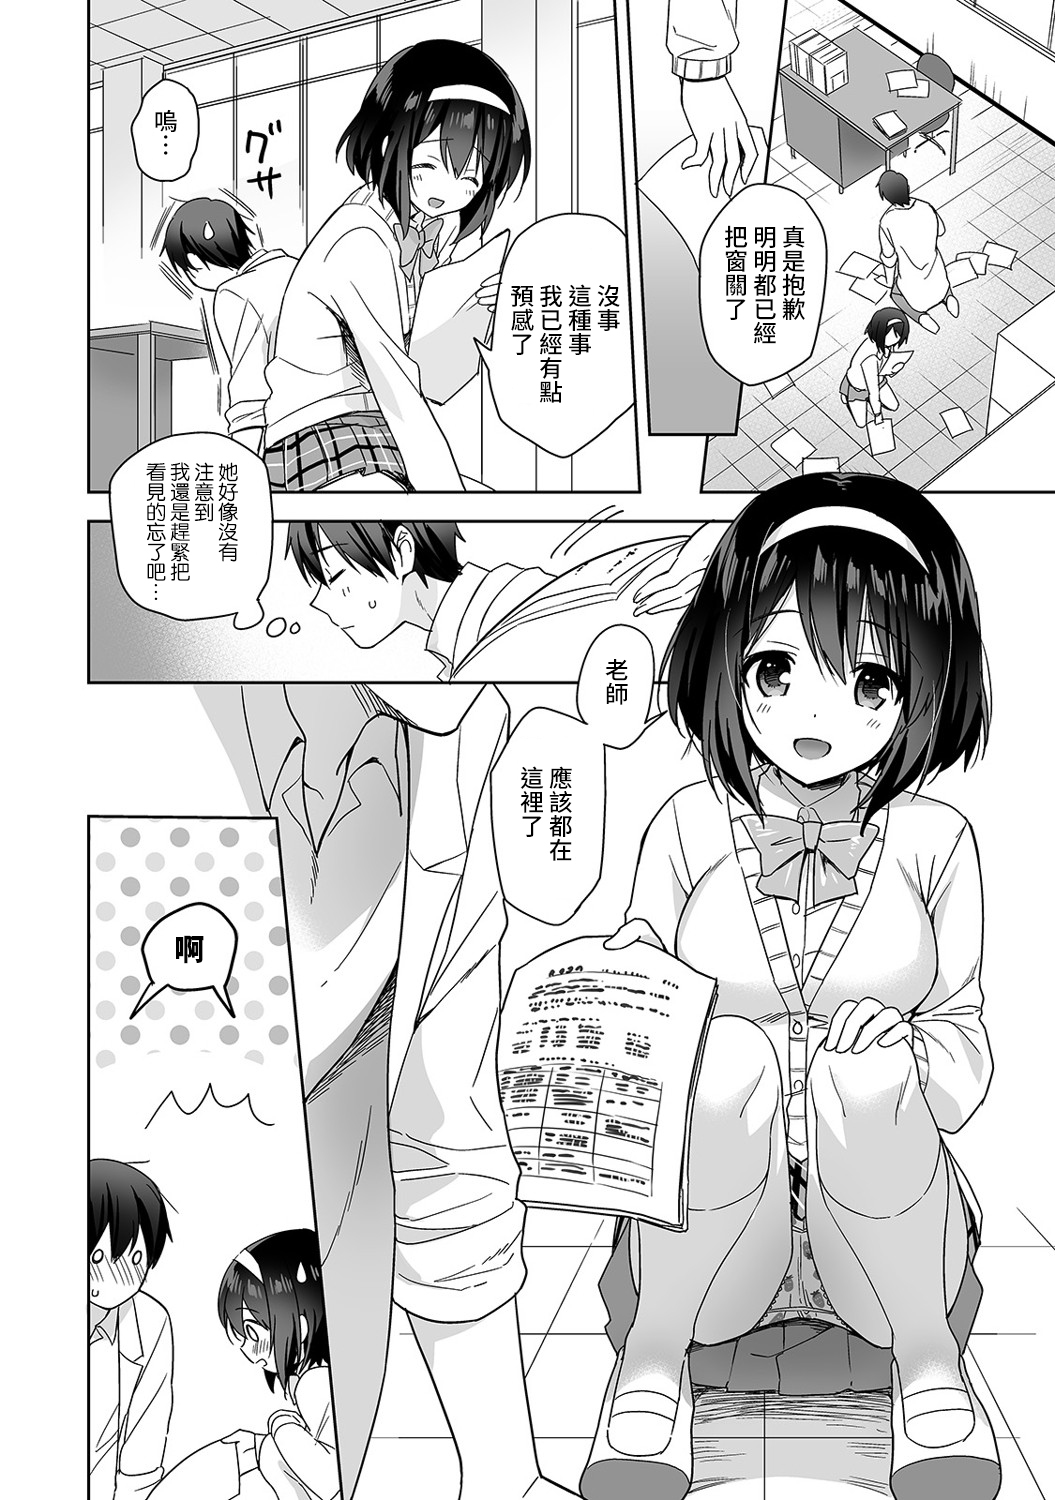 真是抱歉
明明都已經
把窗關了
沒事
這種事
我已經有點
預感了
グサ
嗚…
她好像沒有
注意到
我還是趕緊把
看見的忘了吧…
老師
應該都在
這裡了
啊